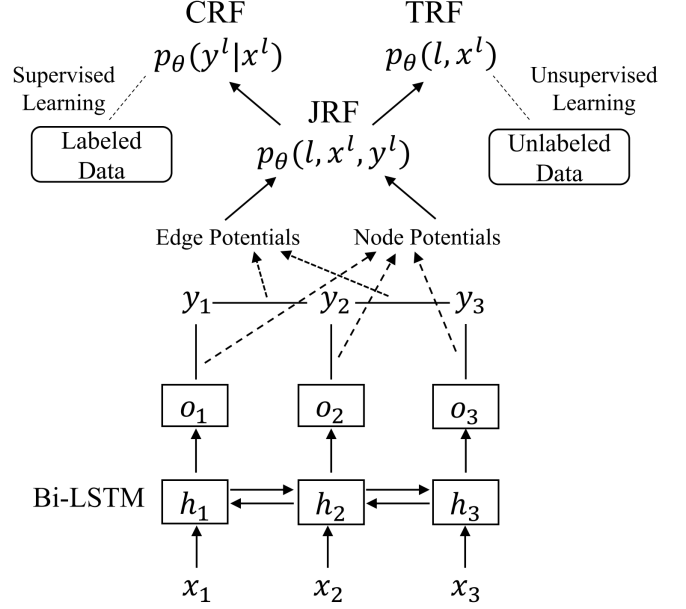 CRF TRF
p_θ(y^l|x^l) p_θ(l, x^l)
Supervised
Learning
Unsupervised
Learning
JRF
Labeled
Data
p_θ(l, x^l, y^l)
Unlabeled
Data
Edge Potentials Node Potentials
y_1 y_2 y_3
o_1 o_2 o_3
Bi-LSTM h_1 h_2 h_3
x_1 x_2 x_3